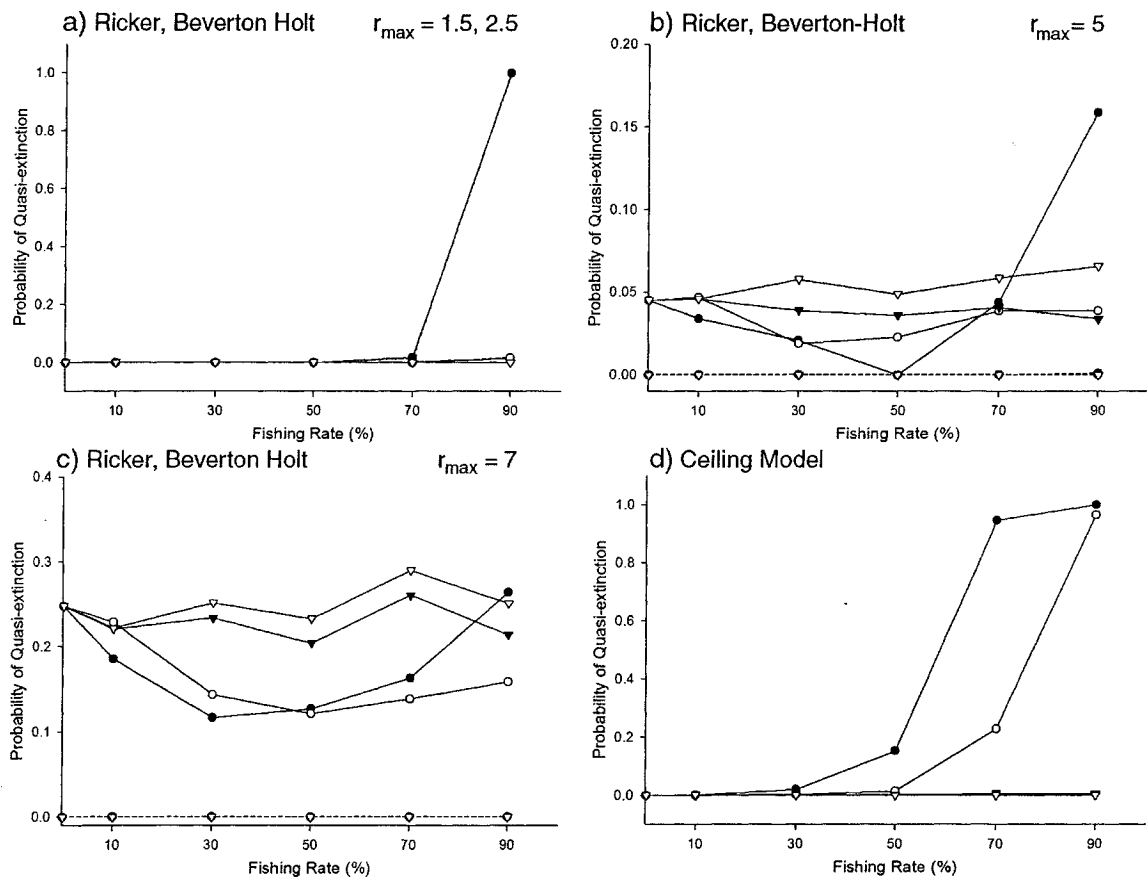 a) Ricker, Beverton Holt r_max = 1.5, 2.5
Probability of Quasi-extinction
1.0
0.8
0.6
0.4
0.2
0.0
10 30 50 70 90
Fishing Rate (%)
b) Ricker, Beverton-Holt r_max = 5
Probability of Quasi-extinction
0.20
0.15
0.10
0.05
0.00
10 30 50 70 90
Fishing Rate (%)
c) Ricker, Beverton Holt r_max = 7
Probability of Quasi-extinction
0.4
0.3
0.2
0.1
0.0
10 30 50 70 90
Fishing Rate (%)
d) Ceiling Model
Probability of Quasi-extinction
1.0
0.8
0.6
0.4
0.2
0.0
10 30 50 70 90
Fishing Rate (%)